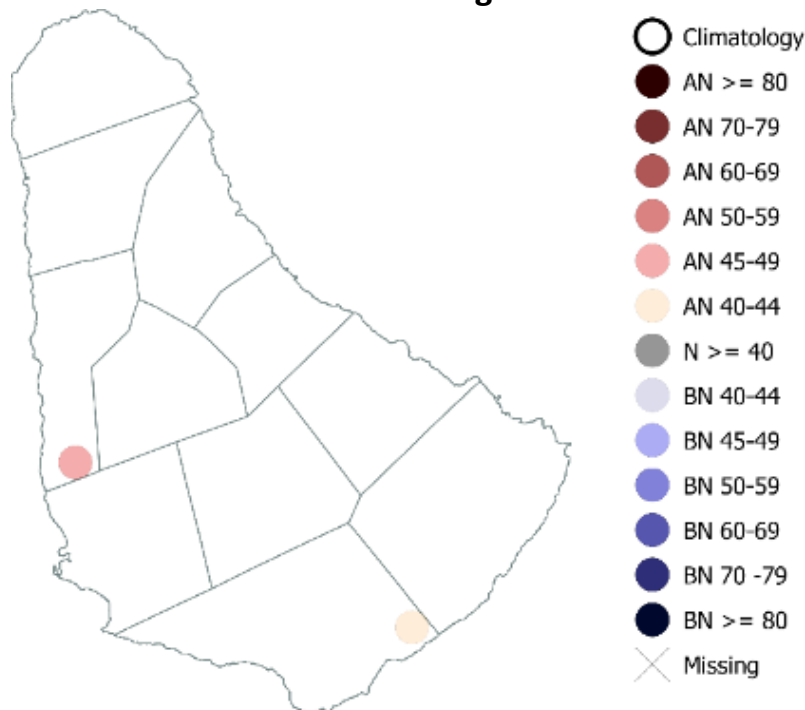 Climatology
AN >= 80
AN 70-79
AN 60-69
AN 50-59
AN 45-49
AN 40-44
N >= 40
BN 40-44
BN 45-49
BN 50-59
BN 60-69
BN 70 -79
BN >= 80
Missing